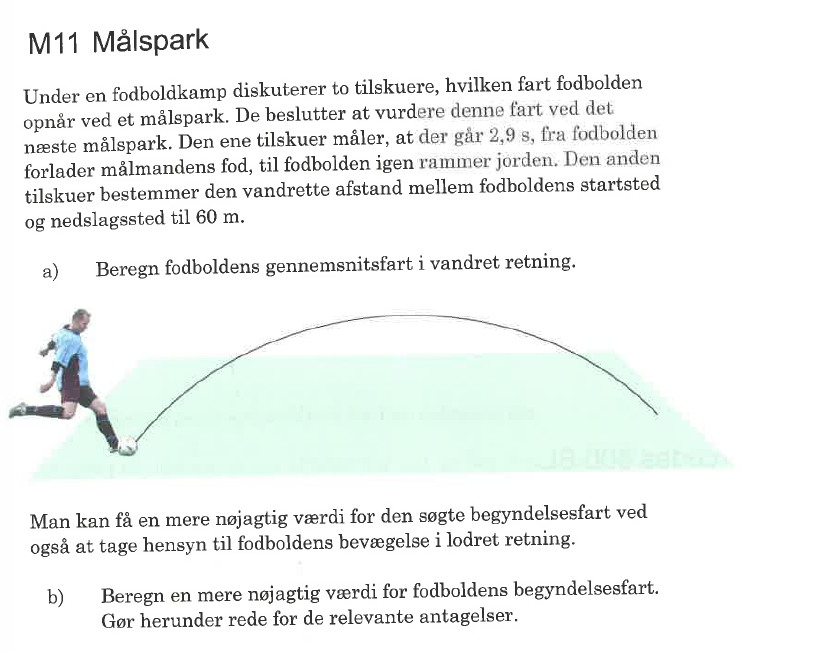 M11 Målspark
Under en fodboldkamp diskuterer to tilskuere, hvilken fart fodbolden
opnår ved et målspark. De beslutter at vurdere denne fart ved det
næste målspark. Den ene tilskuer måler, at der går 2,9 s, fra fodbolden
forlader målmandens fod, til fodbolden igen rammer jorden. Den anden
tilskuer bestemmer den vandrette afstand mellem fodboldens startsted
og nedslagssted til 60 m.
a) Beregn fodboldens gennemsnitsfart i vandret retning.
Man kan få en mere nøjagtig værdi for den søgte begyndelsesfart ved
også at tage hensyn til fodboldens bevægelse i lodret retning.
b) Beregn en mere nøjagtig værdi for fodboldens begyndelsesfart.
Gør herunder rede for de relevante antagelser.